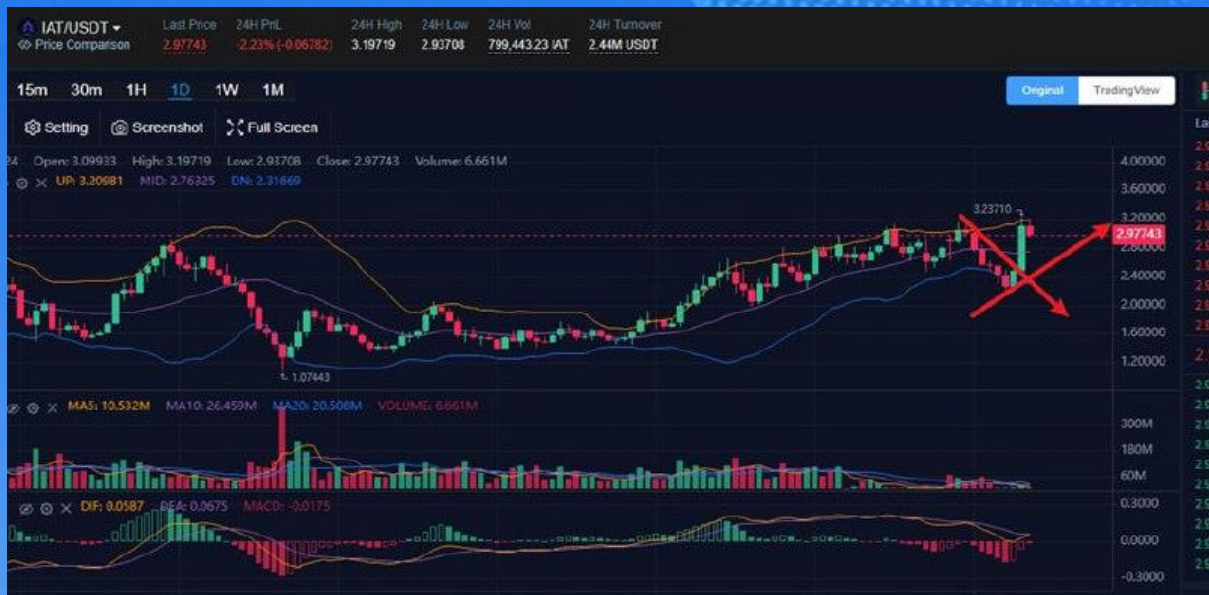 IAT/USDT Last Price 24H PnL 24H High 24H Low 24H Vol 24H Turnover
Price Comparison 2.97743 -2.23% (-0.06782) 3.19719 2.93708 799,443.23 IAT 2.44M USDT
15m 30m 1H 1D 1W 1M Original TradingView
Setting Screenshot Full Screen
24 Open: 3.09933 High: 3.19719 Low: 2.93708 Close: 2.97743 Volume: 6.661M
UP: 3.20981 MID: 2.76325 DN: 2.31669
4.00000
3.60000
3.23710
3.20000
2.97743
2.80000
2.40000
2.00000
1.60000
1.20000
1.07443
MA5: 10.532M MA10: 26.459M MA20: 20.508M VOLUME: 6.661M
300M
180M
60M
DIF: 0.0587 DEA: 0.0675 MACD: -0.0175
0.3000
0.0000
-0.3000